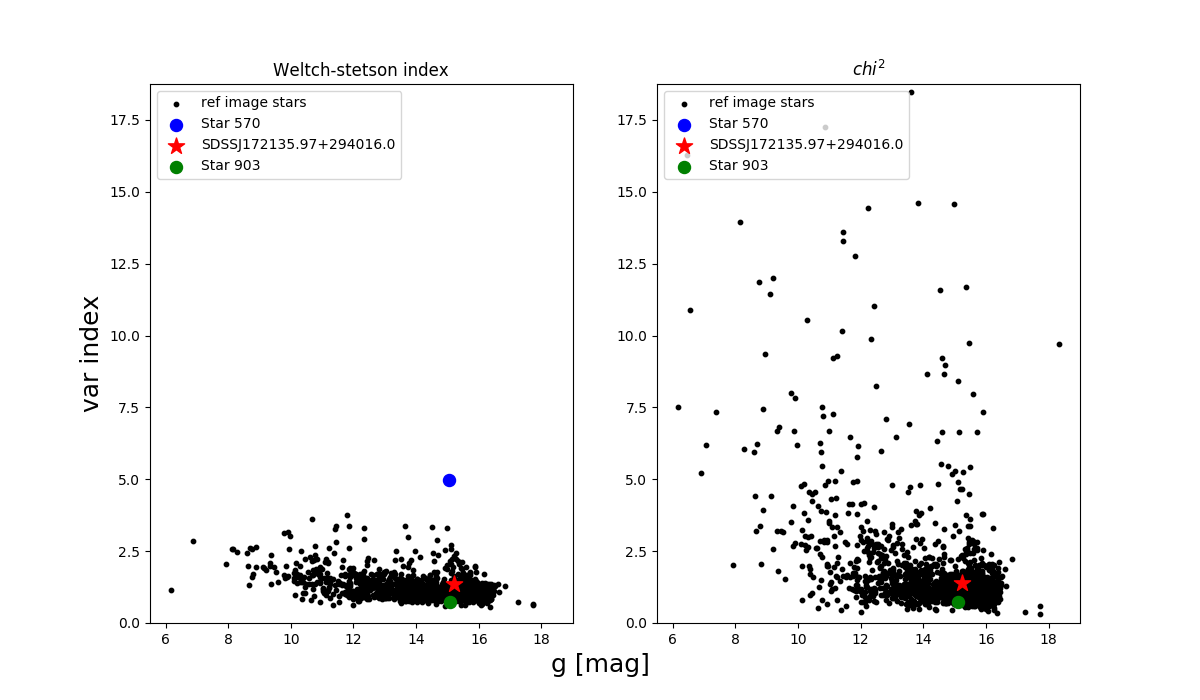 Weltch-stetson index
ref image stars
Star 570
SDSSJ172135.97+294016.0
Star 903
17.5
15.0
12.5
10.0
7.5
5.0
2.5
0.0
6 8 10 12 14 16 18
var index
chi²
ref image stars
Star 570
SDSSJ172135.97+294016.0
Star 903
17.5
15.0
12.5
10.0
7.5
5.0
2.5
0.0
6 8 10 12 14 16 18
g [mag]